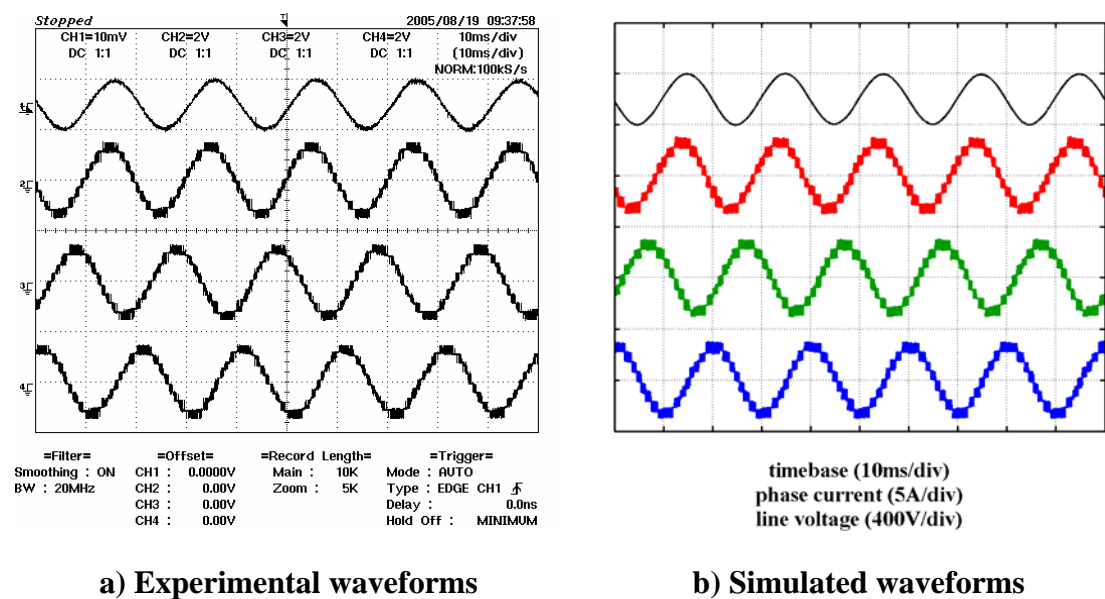 Stopped 2005/08/19 09:37:58
CH1=10mV CH2=2V CH3=2V CH4=2V 10ms/div
DC 1:1 DC 1:1 DC 1:1 DC 1:1 (10ms/div)
NORM:100kS/s
1
2
3
4
=Filter= =Offset= =Record Length= =Trigger=
Smoothing : ON CH1 : 0.0000V Main : 10K Mode : AUTO
BW : 20MHz CH2 : 0.00V Zoom : 5K Type : EDGE CH1
CH3 : 0.00V Delay : 0.0ns
CH4 : 0.00V Hold Off : MINIMUM
timebase (10ms/div)
phase current (5A/div)
line voltage (400V/div)
a) Experimental waveforms
b) Simulated waveforms